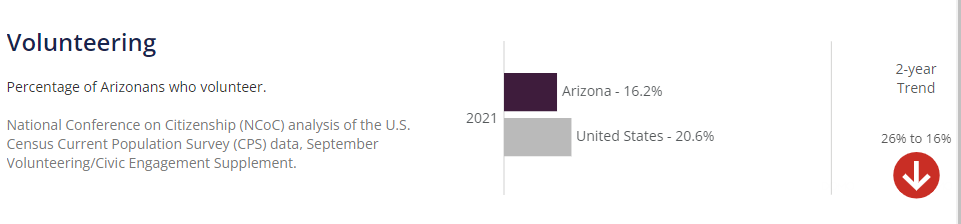 Volunteering
Percentage of Arizonans who volunteer.
National Conference on Citizenship (NCoC) analysis of the U.S.
Census Current Population Survey (CPS) data, September
Volunteering/Civic Engagement Supplement.
2021
Arizona - 16.2%
United States - 20.6%
2-year
Trend
26% to 16%